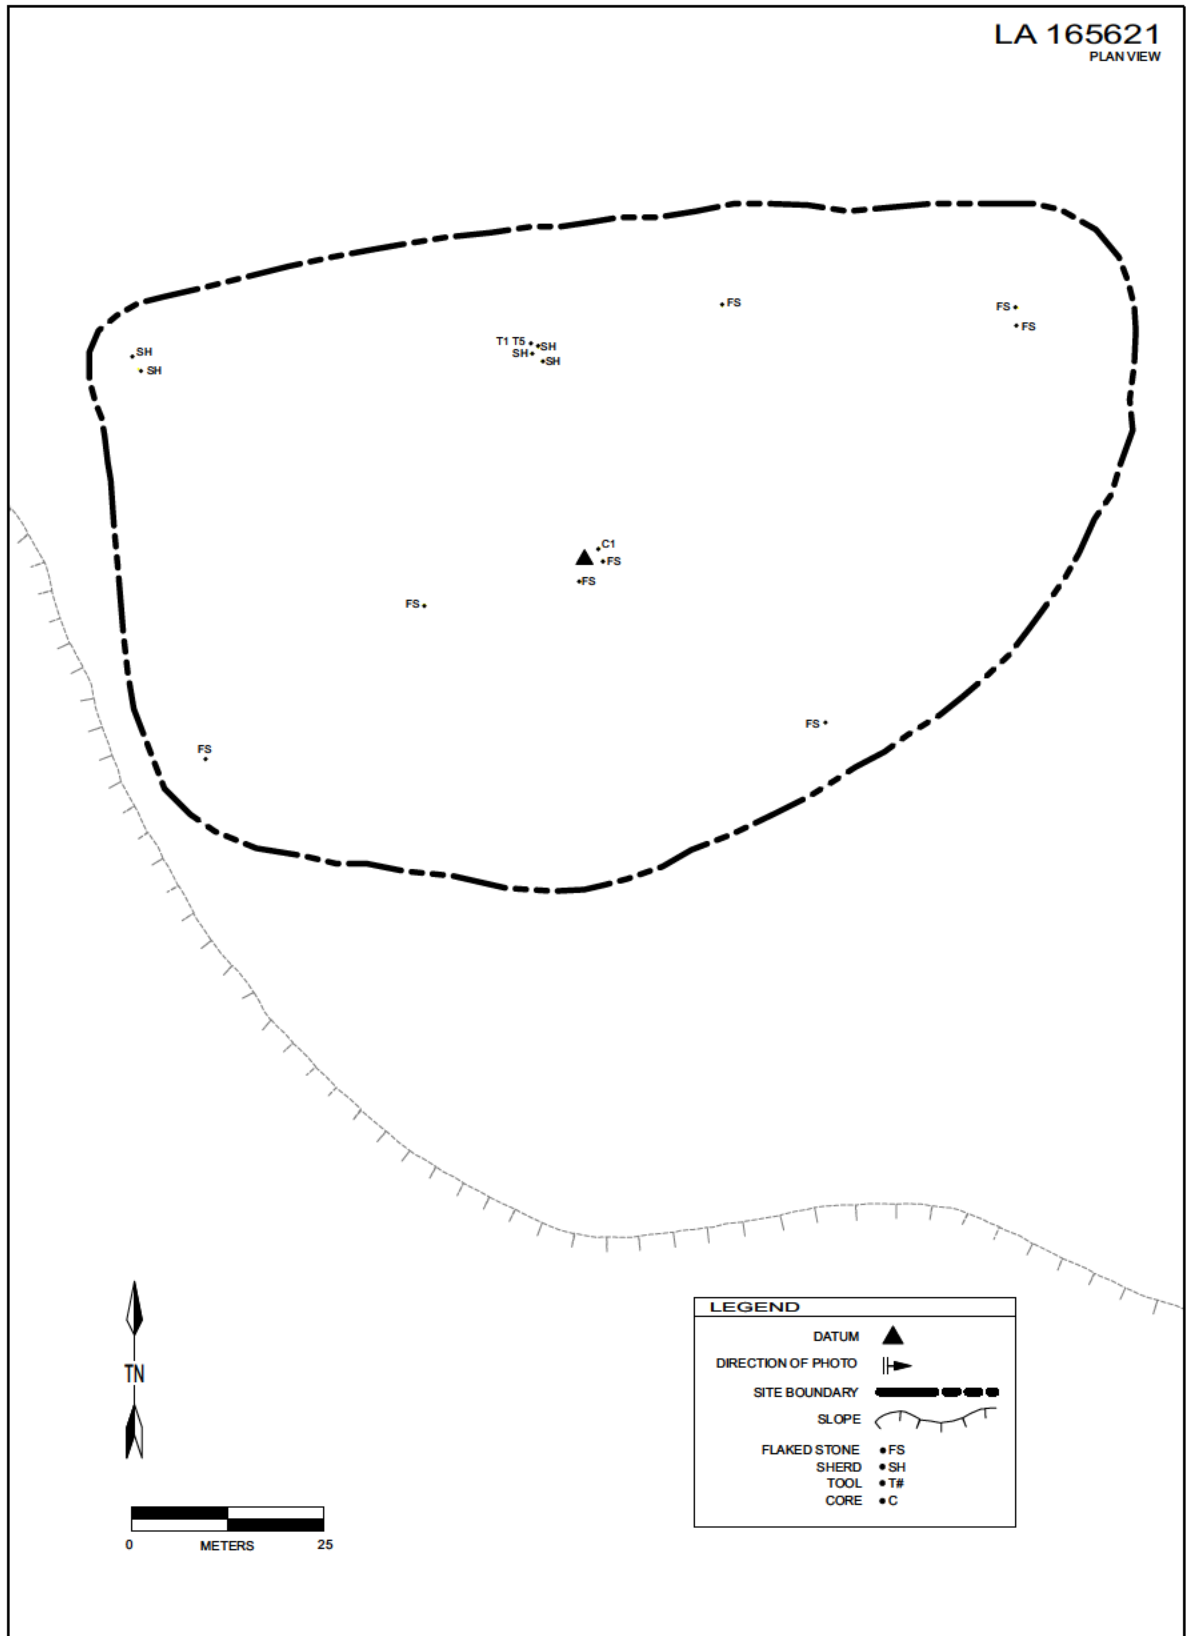 LA 165621
PLAN VIEW
FS
FS
FS
T1 T5
SH
SH
SH
SH
SH
C1
FS
FS
FS
FS
FS
TN
0 METERS 25
LEGEND
DATUM
DIRECTION OF PHOTO
SITE BOUNDARY
SLOPE
FLAKED STONE FS
SHERD SH
TOOL T#
CORE C